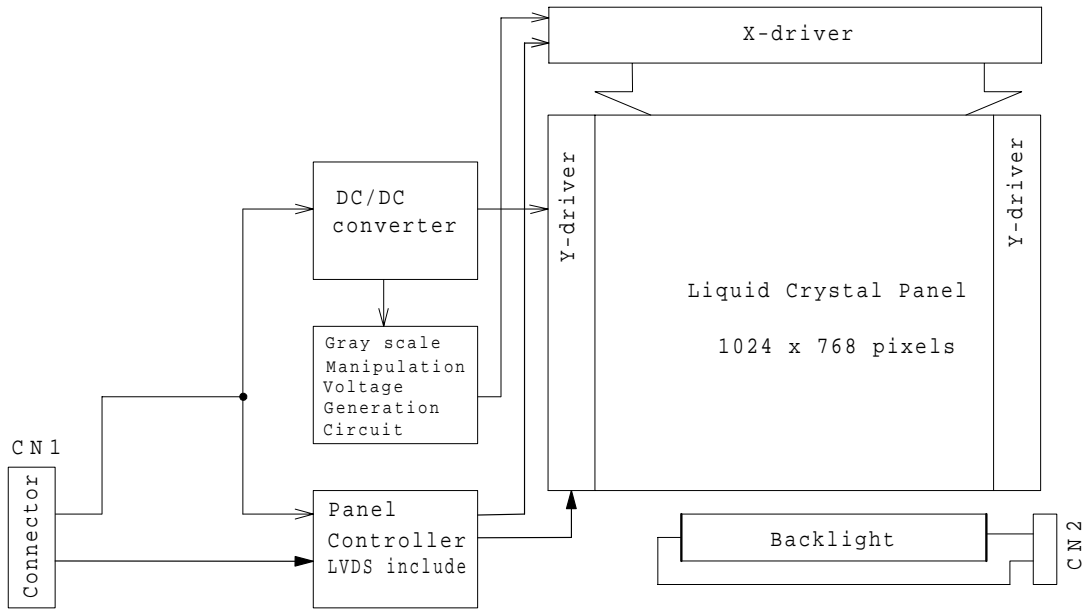 X-driver
DC/DC
converter
Y-driver
Y-driver
Liquid Crystal Panel
1024 x 768 pixels
Gray scale
Manipulation
Voltage
Generation
Circuit
CN1
Connector
Panel
Controller
LVDS include
Backlight
CN2